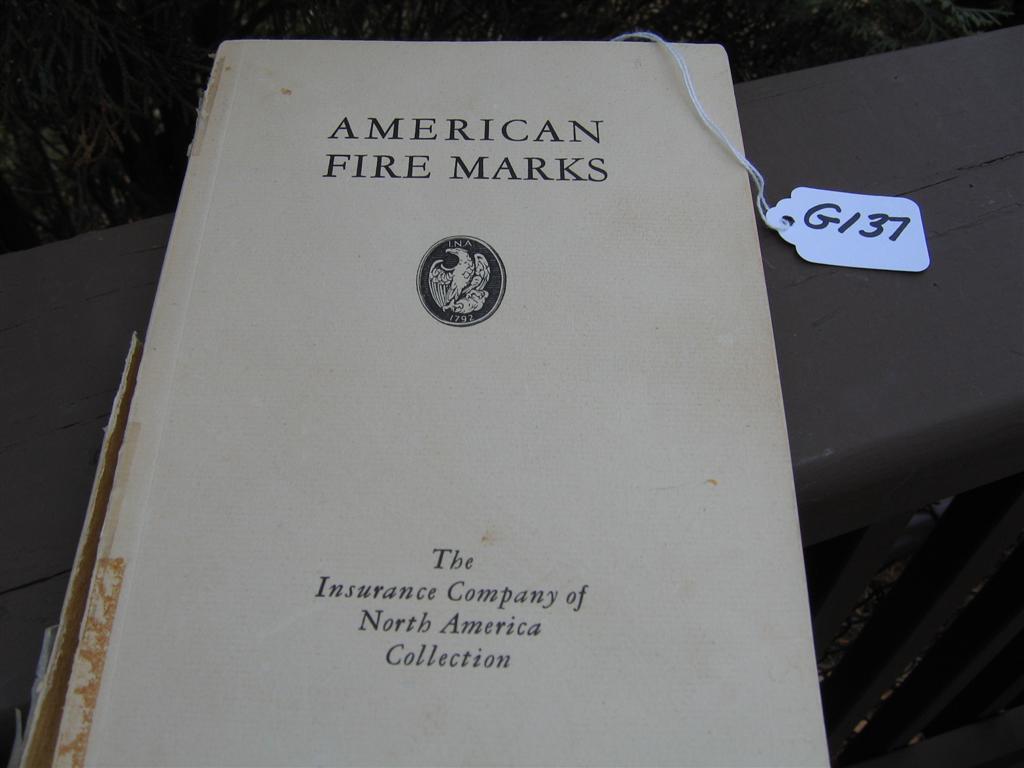 AMERICAN
FIRE MARKS
INA
1792
G137
The
Insurance Company of
North America
Collection